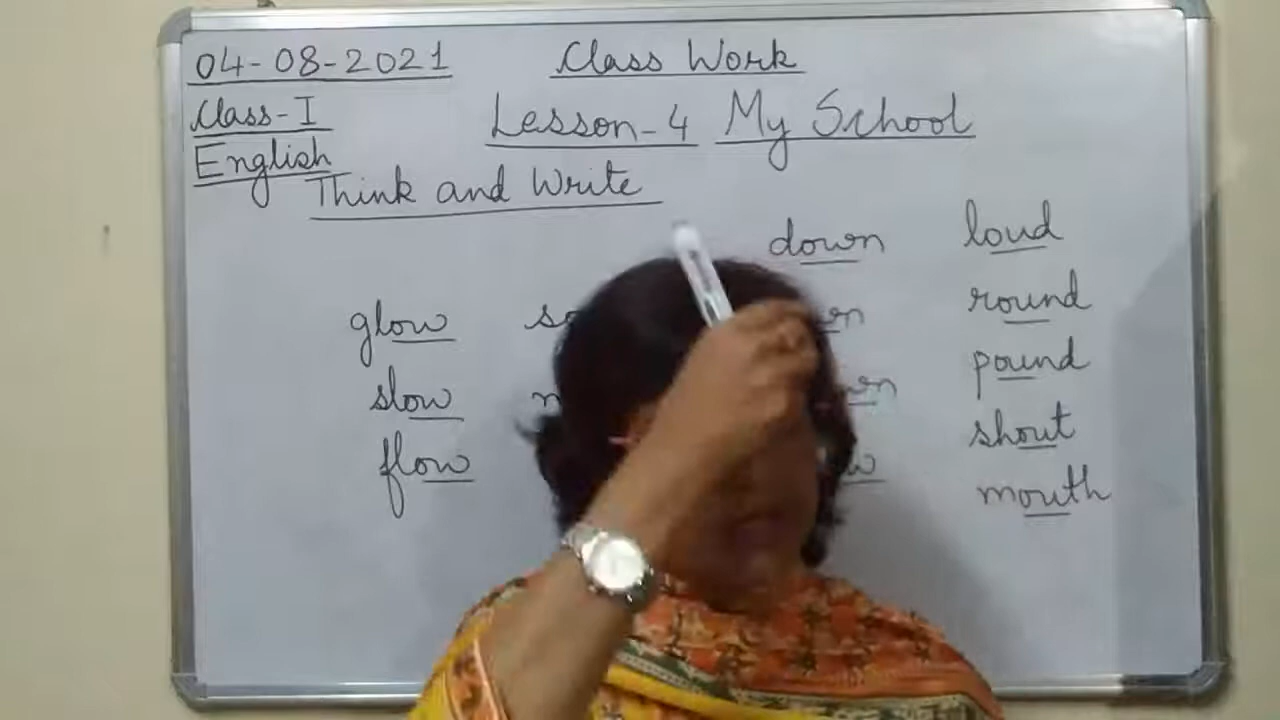 04-08-2021 Class Work
Class-I Lesson-4 My School
English
Think and Write
down loud
glow round
slow pound
flow shout
mouth